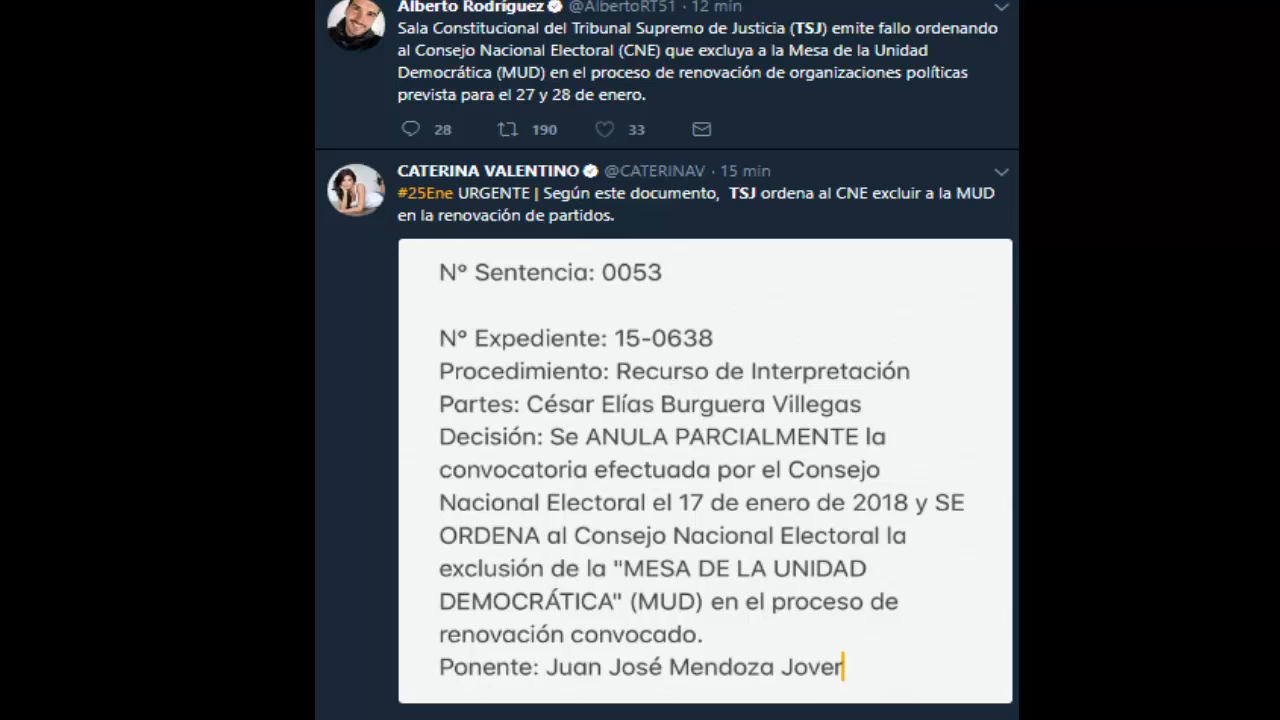 Alberto Rodríguez @AlbertoRT51 · 12 min
Sala Constitucional del Tribunal Supremo de Justicia (TSJ) emite fallo ordenando
al Consejo Nacional Electoral (CNE) que excluya a la Mesa de la Unidad
Democrática (MUD) en el proceso de renovación de organizaciones políticas
prevista para el 27 y 28 de enero.
28 190 33
CATERINA VALENTINO @CATERINAV · 15 min
#25Ene URGENTE | Según este documento, TSJ ordena al CNE excluir a la MUD
en la renovación de partidos.
N° Sentencia: 0053
N° Expediente: 15-0638
Procedimiento: Recurso de Interpretación
Partes: César Elías Burguera Villegas
Decisión: Se ANULA PARCIALMENTE la
convocatoria efectuada por el Consejo
Nacional Electoral el 17 de enero de 2018 y SE
ORDENA al Consejo Nacional Electoral la
exclusión de la "MESA DE LA UNIDAD
DEMOCRÁTICA" (MUD) en el proceso de
renovación convocado.
Ponente: Juan José Mendoza Jover